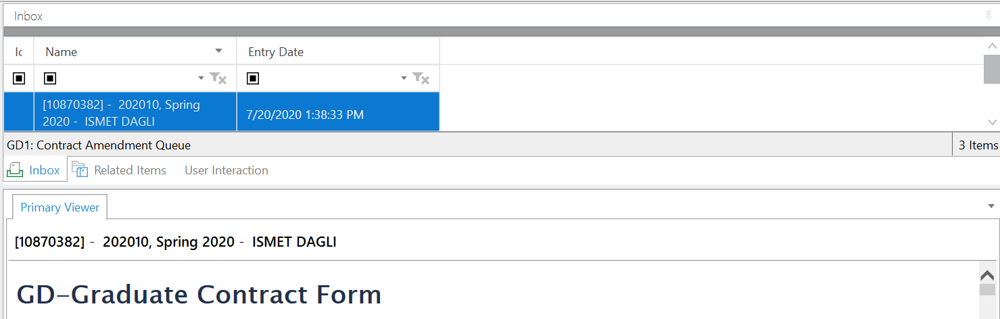 Inbox
Ic Name Entry Date
[10870382] - 202010, Spring
2020 - ISMET DAGLI
7/20/2020 1:38:33 PM
GD1: Contract Amendment Queue 3 Items
Inbox Related Items User Interaction
Primary Viewer
[10870382] - 202010, Spring 2020 - ISMET DAGLI
GD-Graduate Contract Form